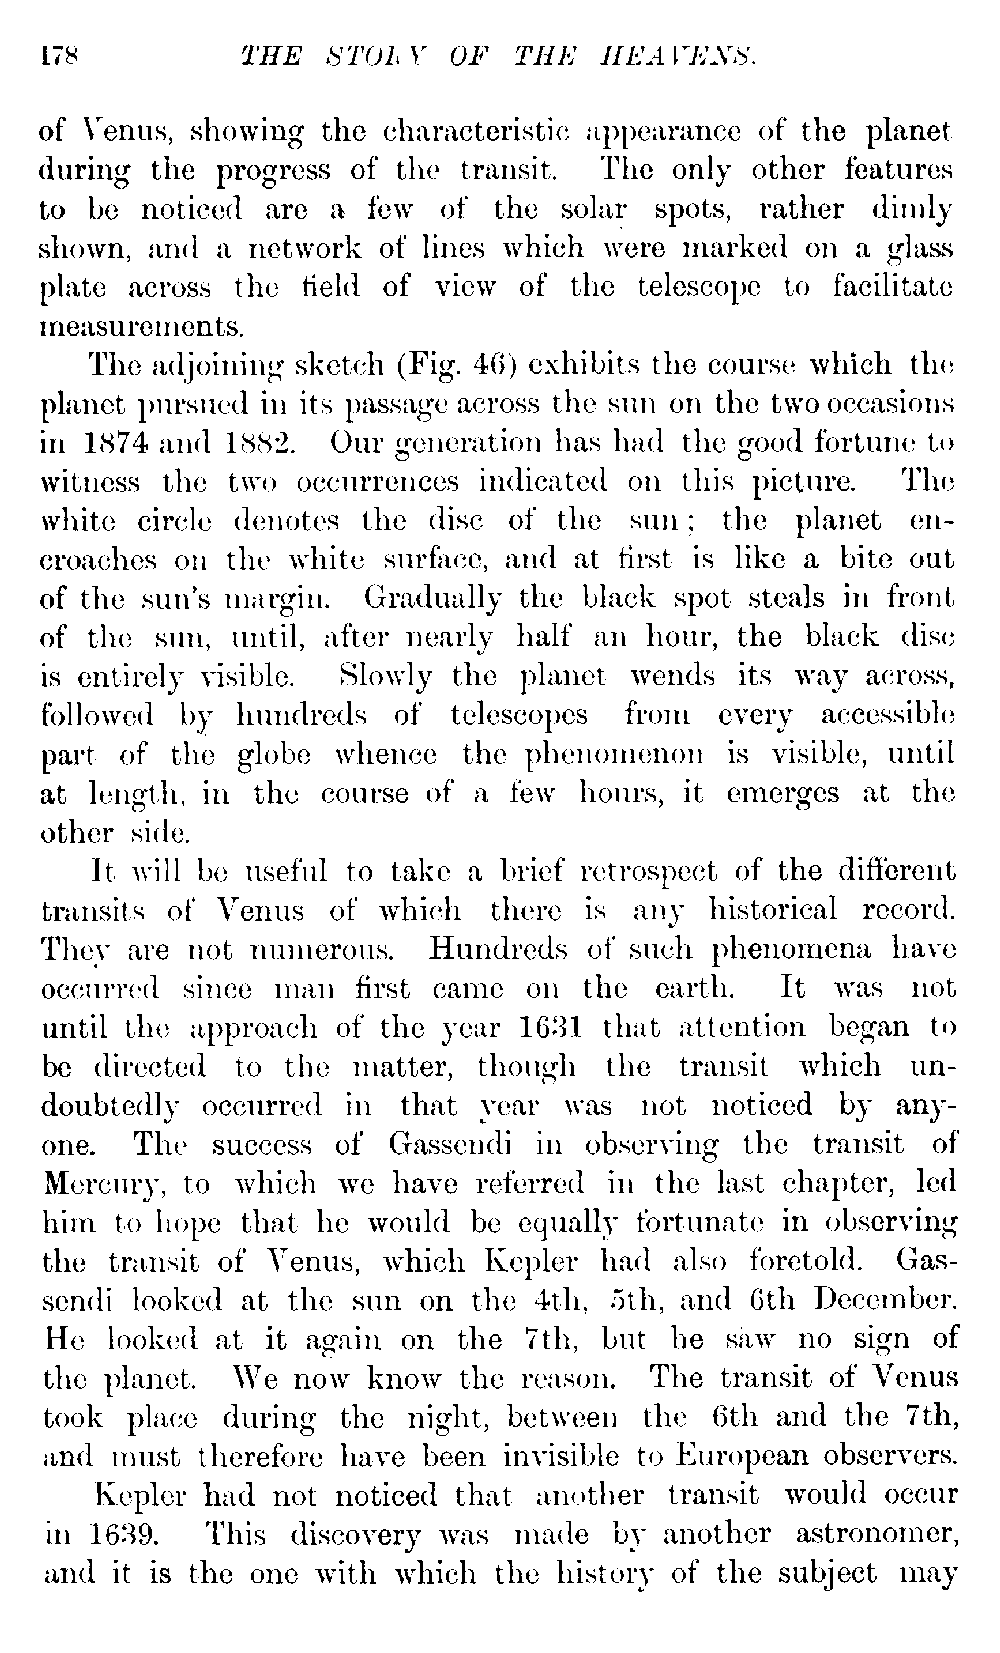 178 THE STORY OF THE HEAVENS.
of Venus, showing the characteristic appearance of the planet
during the progress of the transit. The only other features
to be noticed are a few of the solar spots, rather dimly
shown, and a network of lines which were marked on a glass
plate across the field of view of the telescope to facilitate
measurements.
The adjoining sketch (Fig. 46) exhibits the course which the
planet pursued in its passage across the sun on the two occasions
in 1874 and 1882. Our generation has had the good fortune to
witness the two occurrences indicated on this picture. The
white circle denotes the disc of the sun; the planet en-
croaches on the white surface, and at first is like a bite out
of the sun's margin. Gradually the black spot steals in front
of the sun, until, after nearly half an hour, the black disc
is entirely visible. Slowly the planet wends its way across,
followed by hundreds of telescopes from every accessible
part of the globe whence the phenomenon is visible, until
at length, in the course of a few hours, it emerges at the
other side.
It will be useful to take a brief retrospect of the different
transits of Venus of which there is any historical record.
They are not numerous. Hundreds of such phenomena have
occurred since man first came on the earth. It was not
until the approach of the year 1631 that attention began to
be directed to the matter, though the transit which un-
doubtedly occurred in that year was not noticed by any-
one. The success of Gassendi in observing the transit of
Mercury, to which we have referred in the last chapter, led
him to hope that he would be equally fortunate in observing
the transit of Venus, which Kepler had also foretold. Gas-
sendi looked at the sun on the 4th, 5th, and 6th December.
He looked at it again on the 7th, but he saw no sign of
the planet. We now know the reason. The transit of Venus
took place during the night, between the 6th and the 7th,
and must therefore have been invisible to European observers.
Kepler had not noticed that another transit would occur
in 1639. This discovery was made by another astronomer,
and it is the one with which the history of the subject may